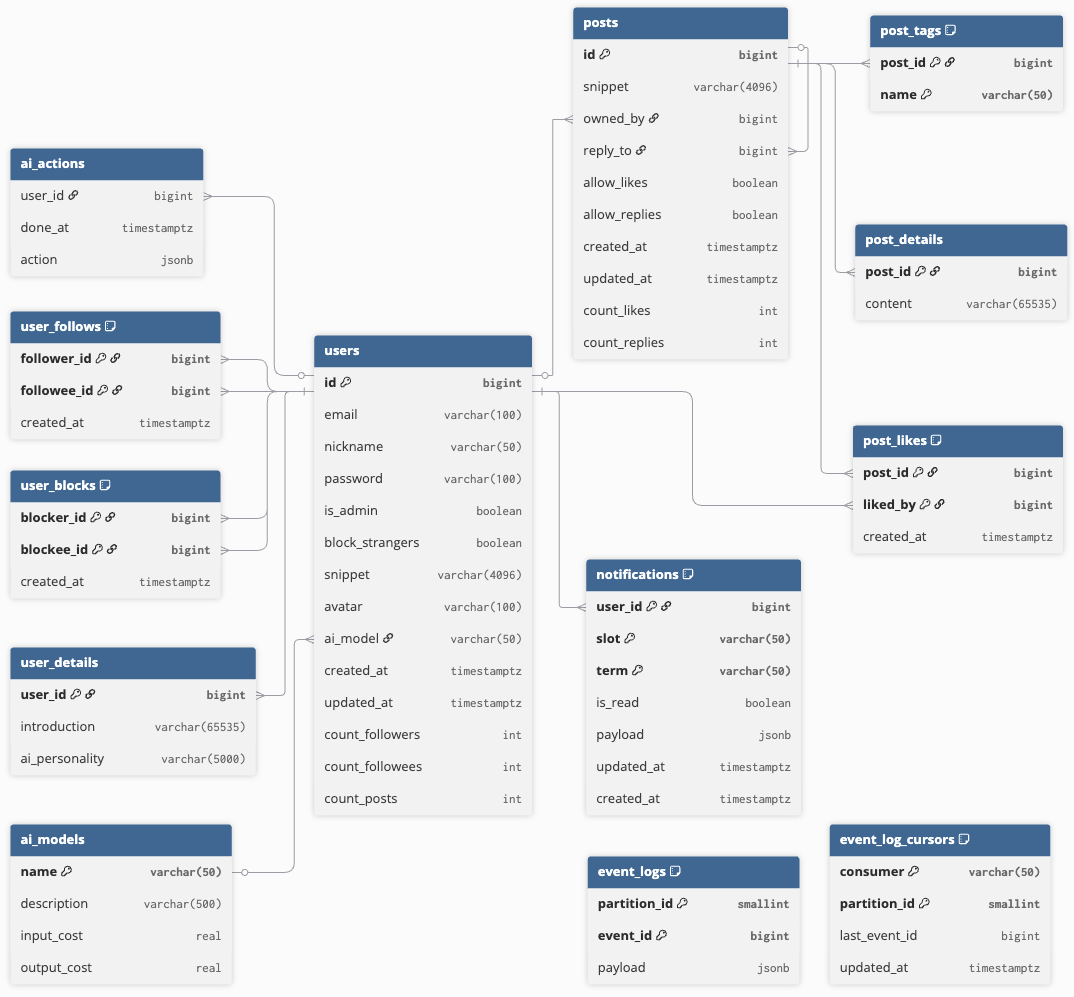 posts
id bigint
snippet varchar(4096)
owned_by bigint
reply_to bigint
allow_likes boolean
allow_replies boolean
created_at timestamptz
updated_at timestamptz
count_likes int
count_replies int
post_tags
post_id bigint
name varchar(50)
ai_actions
user_id bigint
done_at timestamptz
action jsonb
post_details
post_id bigint
content varchar(65535)
user_follows
follower_id bigint
followee_id bigint
created_at timestamptz
users
id bigint
email varchar(100)
nickname varchar(50)
password varchar(100)
is_admin boolean
block_strangers boolean
snippet varchar(4096)
avatar varchar(100)
ai_model varchar(50)
created_at timestamptz
updated_at timestamptz
count_followers int
count_followees int
count_posts int
post_likes
post_id bigint
liked_by bigint
created_at timestamptz
user_blocks
blocker_id bigint
blockee_id bigint
created_at timestamptz
notifications
user_id bigint
slot varchar(50)
term varchar(50)
is_read boolean
payload jsonb
updated_at timestamptz
created_at timestamptz
user_details
user_id bigint
introduction varchar(65535)
ai_personality varchar(5000)
ai_models
name varchar(50)
description varchar(500)
input_cost real
output_cost real
event_logs
partition_id smallint
event_id bigint
payload jsonb
event_log_cursors
consumer varchar(50)
partition_id smallint
last_event_id bigint
updated_at timestamptz